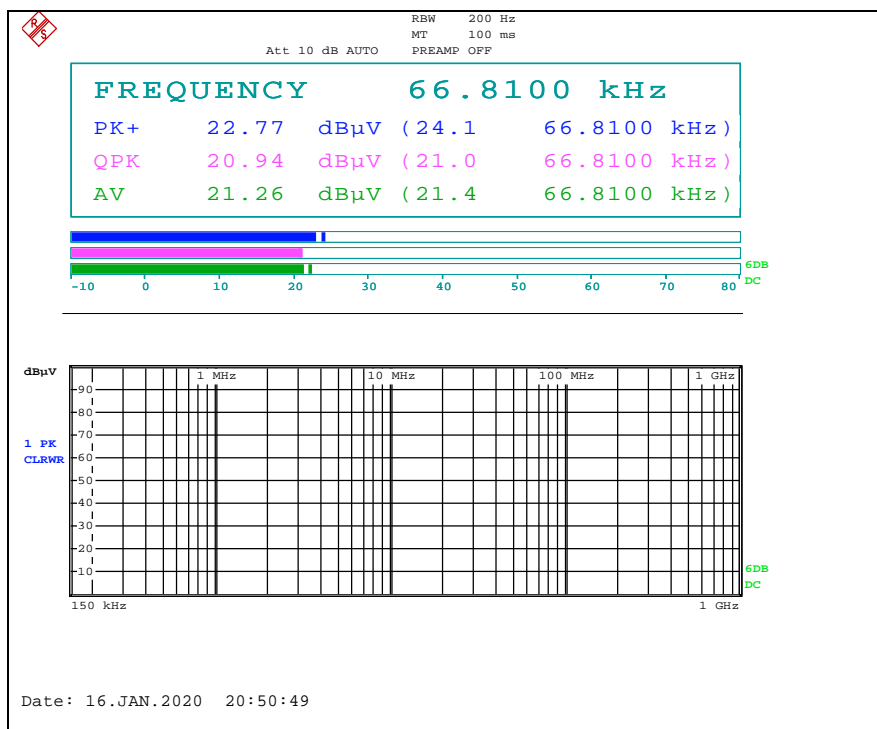 R
S
RBW 200 Hz
MT 100 ms
Att 10 dB AUTO PREAMP OFF
FREQUENCY 66.8100 kHz
PK+ 22.77 dBµV (24.1 66.8100 kHz)
QPK 20.94 dBµV (21.0 66.8100 kHz)
AV 21.26 dBµV (21.4 66.8100 kHz)
6DB
DC
-10 0 10 20 30 40 50 60 70 80
dBµV
1 MHz 10 MHz 100 MHz 1 GHz
90
80
70
1 PK
CLRWR
60
50
40
30
20
10
6DB
DC
150 kHz 1 GHz
Date: 16.JAN.2020 20:50:49